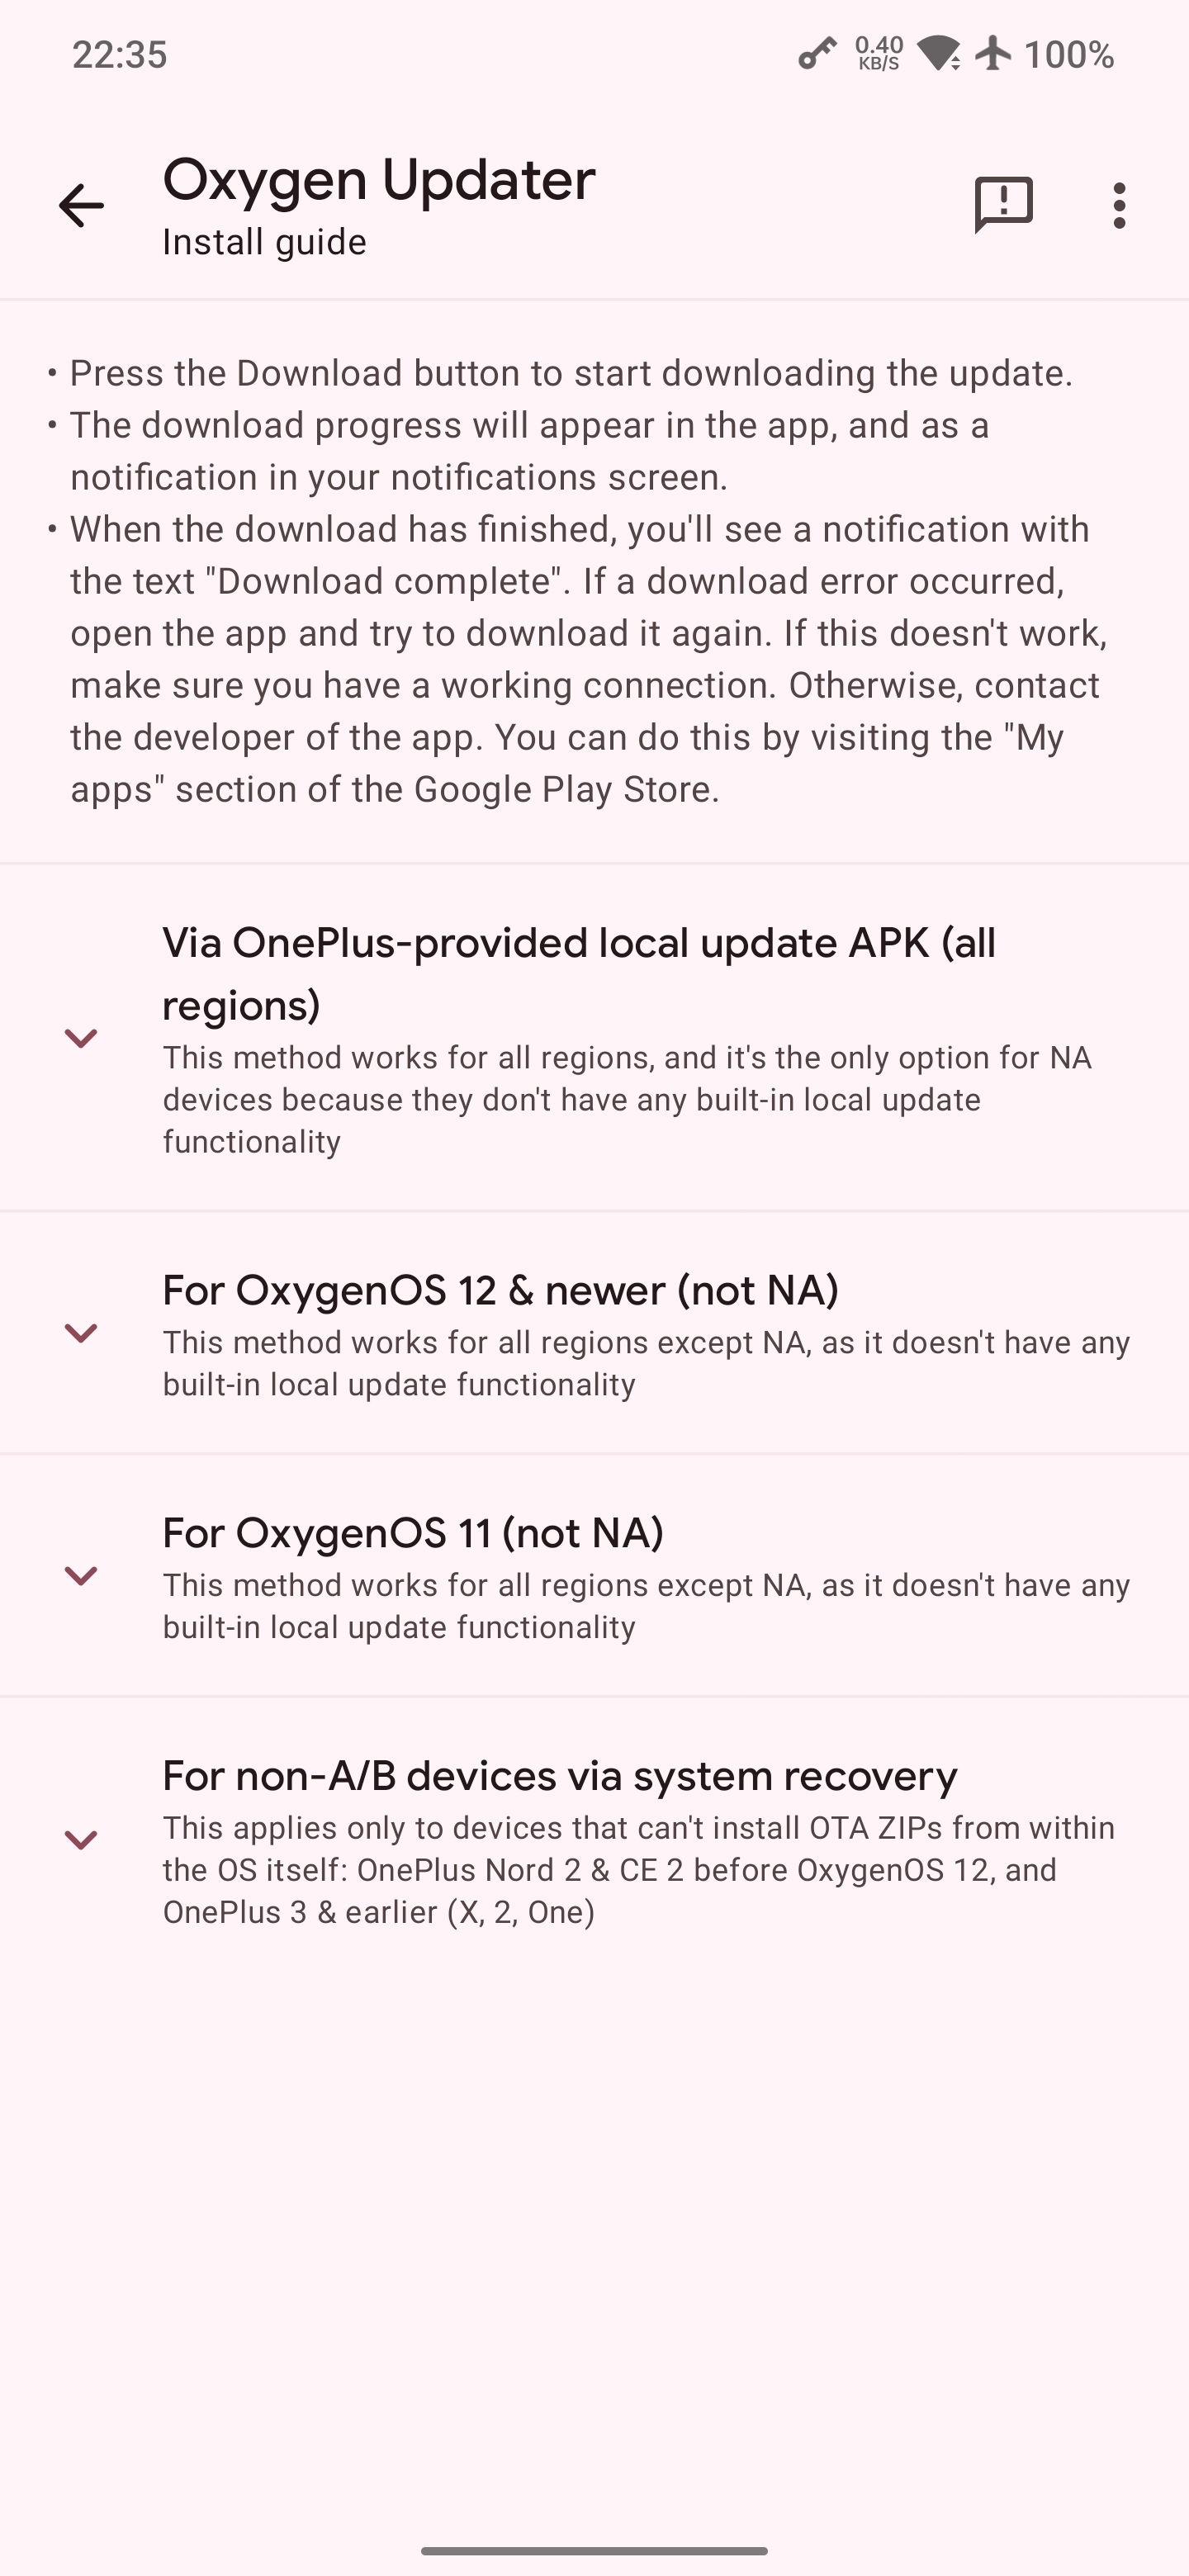 22:35
0.40
KB/S
100%
Oxygen Updater
Install guide
• Press the Download button to start downloading the update.
• The download progress will appear in the app, and as a
notification in your notifications screen.
• When the download has finished, you'll see a notification with
the text "Download complete". If a download error occurred,
open the app and try to download it again. If this doesn't work,
make sure you have a working connection. Otherwise, contact
the developer of the app. You can do this by visiting the "My
apps" section of the Google Play Store.
Via OnePlus-provided local update APK (all
regions)
This method works for all regions, and it's the only option for NA
devices because they don't have any built-in local update
functionality
For OxygenOS 12 & newer (not NA)
This method works for all regions except NA, as it doesn't have any
built-in local update functionality
For OxygenOS 11 (not NA)
This method works for all regions except NA, as it doesn't have any
built-in local update functionality
For non-A/B devices via system recovery
This applies only to devices that can't install OTA ZIPs from within
the OS itself: OnePlus Nord 2 & CE 2 before OxygenOS 12, and
OnePlus 3 & earlier (X, 2, One)